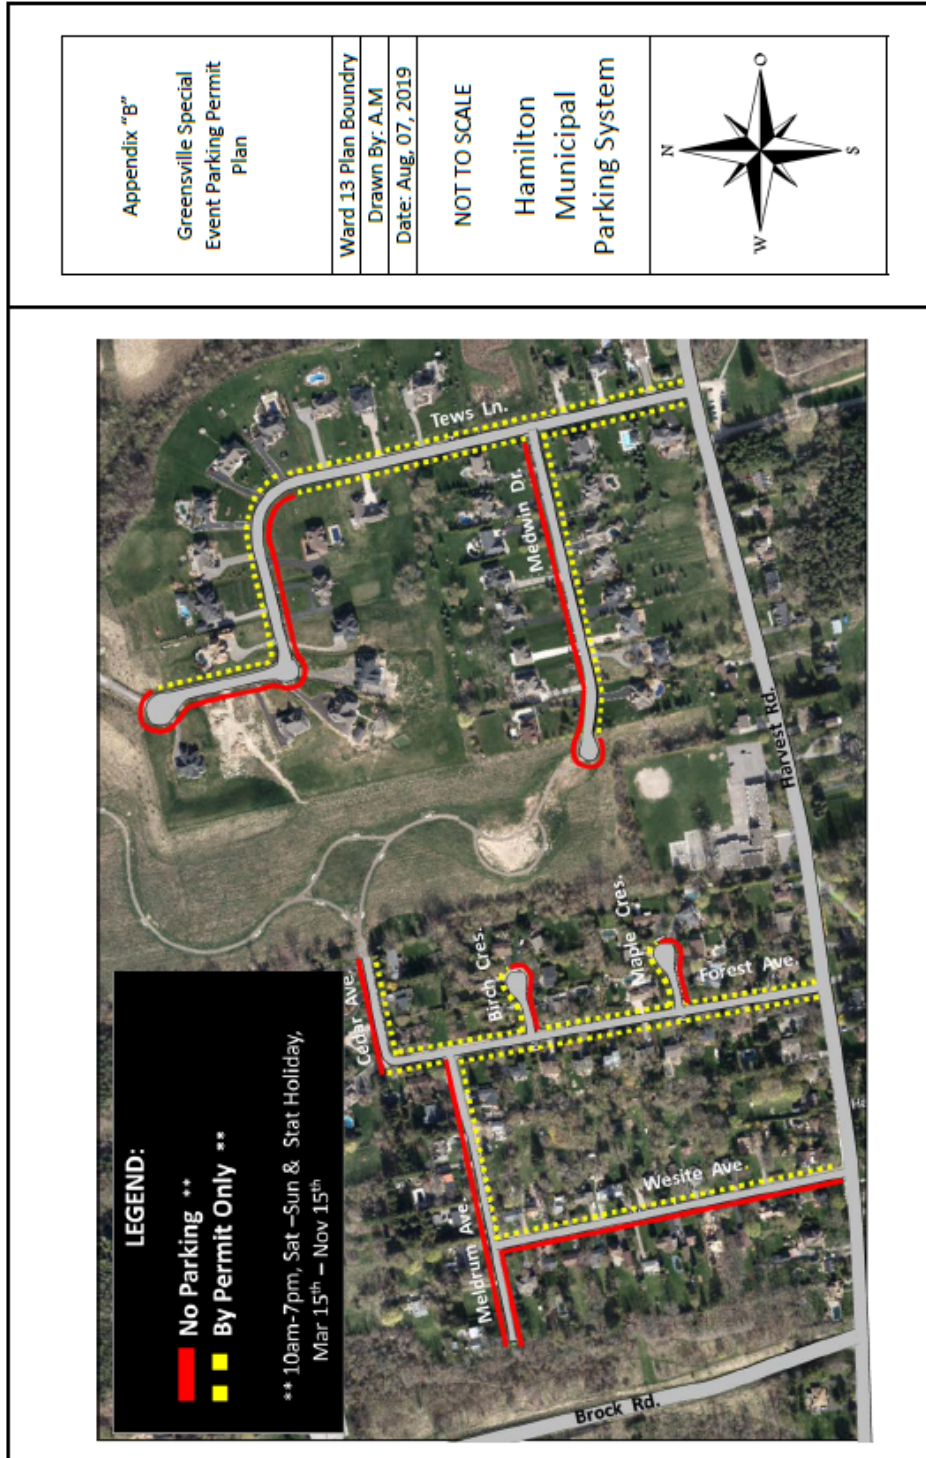 Appendix "B"
Greensville Special
Event Parking Permit
Plan
Ward 13 Plan Boundry
Drawn By: A.M
Date: Aug, 07, 2019
NOT TO SCALE
Hamilton
Municipal
Parking System
N
O
S
W
LEGEND:
No Parking **
By Permit Only **
** 10am-7pm, Sat –Sun & Stat Holiday,
Mar 15th – Nov 15th
Tews Ln.
Medwin Dr.
Harvest Rd.
Cedar Ave.
Birch Cres.
Maple Cres.
Forest Ave.
Meldrum Ave.
Wesite Ave.
Brock Rd.